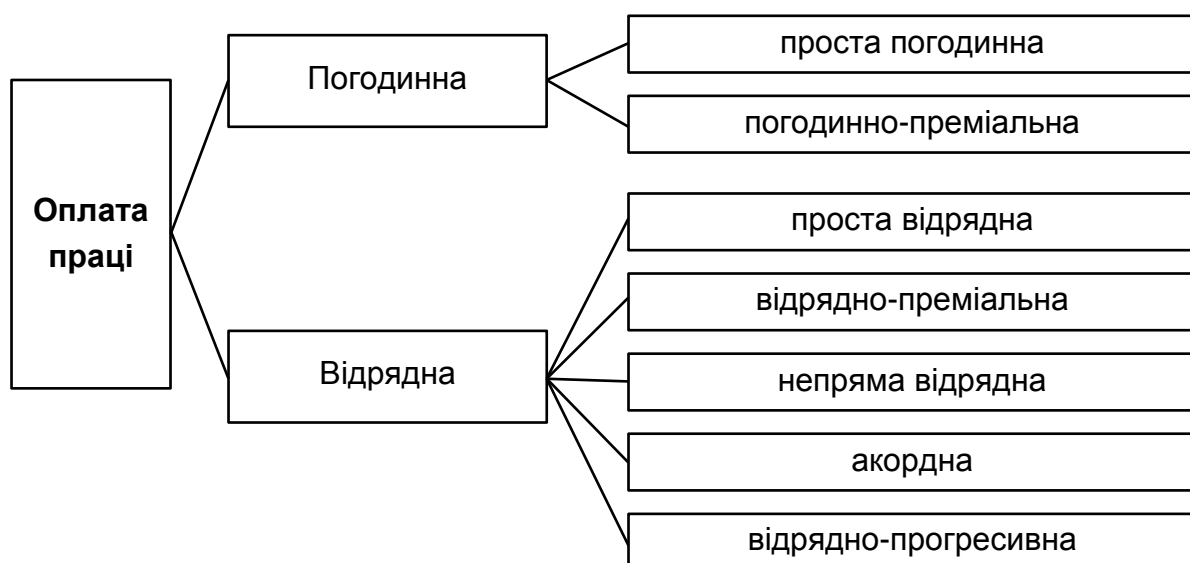 Оплата
праці
Погодинна
проста погодинна
погодинно-преміальна
Відрядна
проста відрядна
відрядно-преміальна
непряма відрядна
акордна
відрядно-прогресивна